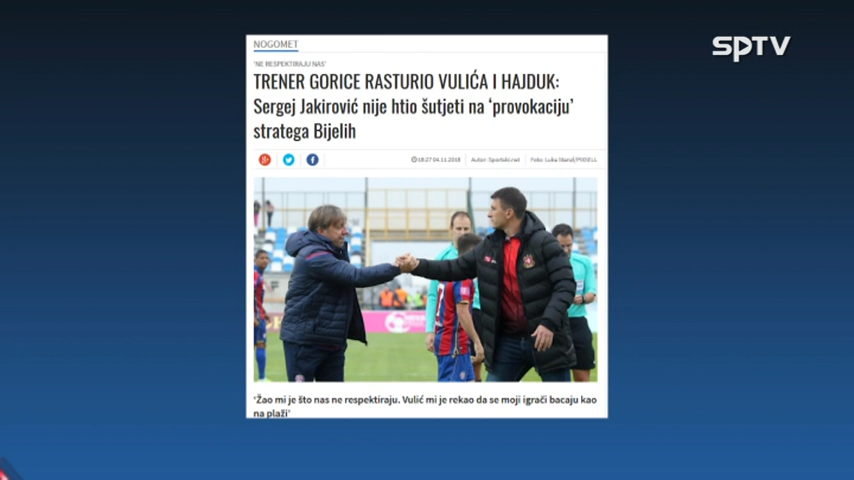 SPTV
NOGOMET
'NE RESPEKTIRAJU NAS'
TRENER GORICE RASTURIO VULIĆA I HAJDUK:
Sergej Jakirović nije htio šutjeti na ‘provokaciju’
stratega Bijelih
18:27 04.11.2018 Autor: Sportski.net Foto: Luka Stanzl/PIXSELL
'Žao mi je što nas ne respektiraju. Vulić mi je rekao da se moji igrači bacaju kao
na plaži'